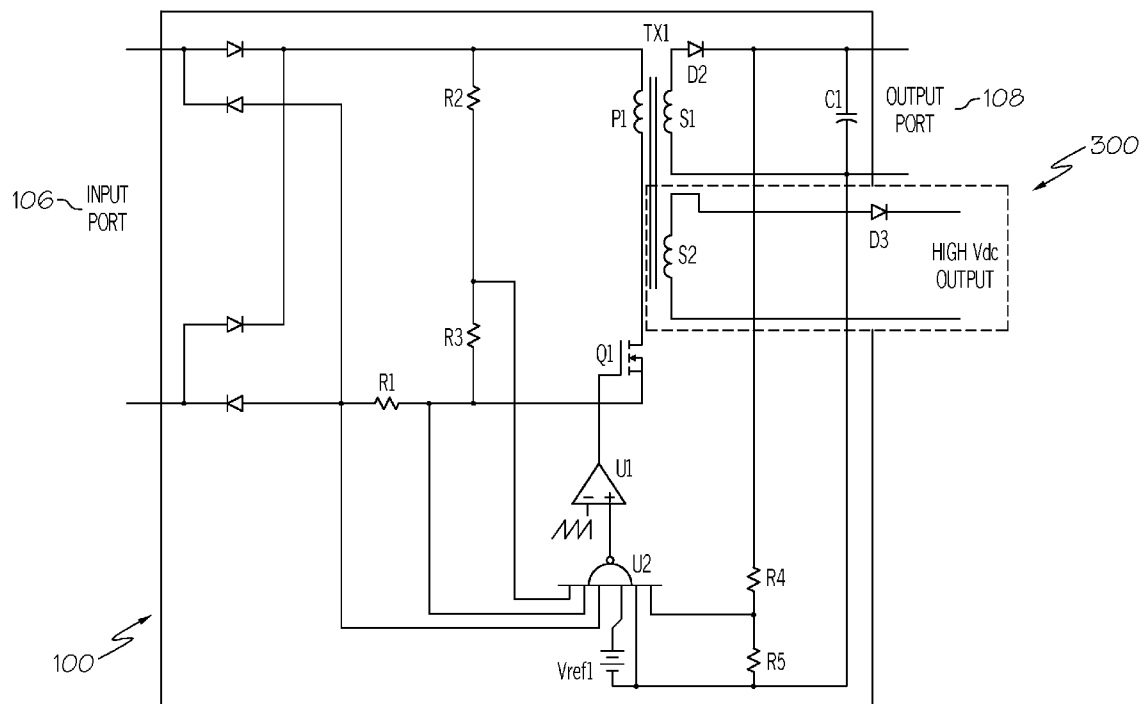 TX1
D2
R2
P1
S1
C1
OUTPUT
PORT
108
300
106
INPUT
PORT
D3
S2
HIGH Vdc
OUTPUT
R3
Q1
R1
U1
− +
U2
R4
Vref1
R5
100